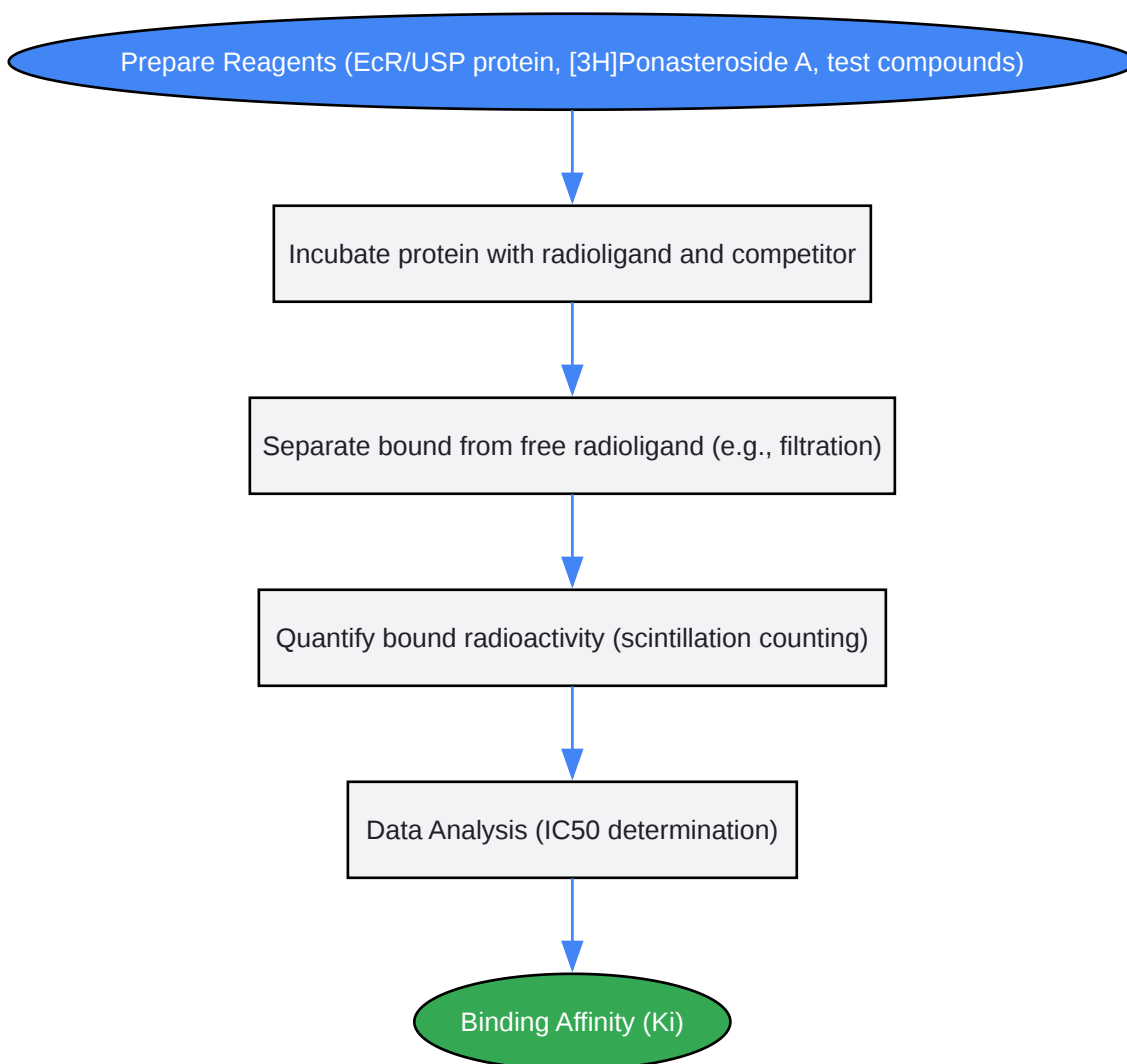 Prepare Reagents (EcR/USP protein, [3H]Ponasteroside A, test compounds)
Incubate protein with radioligand and competitor
Separate bound from free radioligand (e.g., filtration)
Quantify bound radioactivity (scintillation counting)
Data Analysis (IC50 determination)
Binding Affinity (Ki)